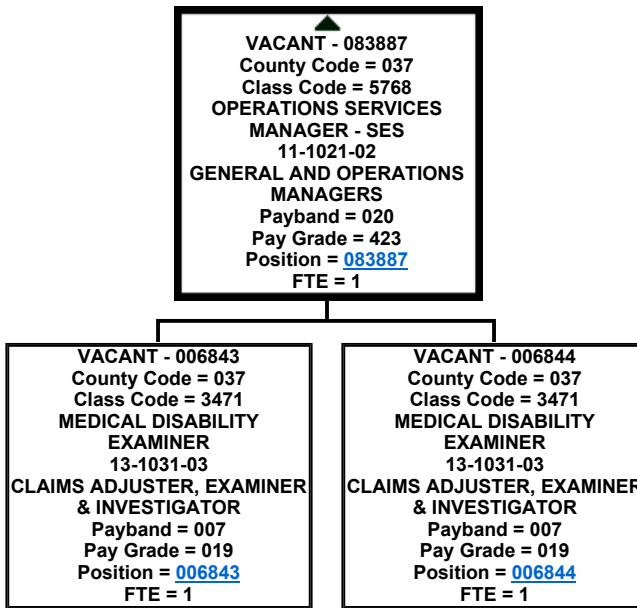 VACANT - 083887
County Code = 037
Class Code = 5768
OPERATIONS SERVICES
MANAGER - SES
11-1021-02
GENERAL AND OPERATIONS
MANAGERS
Payband = 020
Pay Grade = 423
Position = 083887
FTE = 1
VACANT - 006843
County Code = 037
Class Code = 3471
MEDICAL DISABILITY
EXAMINER
13-1031-03
CLAIMS ADJUSTER, EXAMINER
& INVESTIGATOR
Payband = 007
Pay Grade = 019
Position = 006843
FTE = 1
VACANT - 006844
County Code = 037
Class Code = 3471
MEDICAL DISABILITY
EXAMINER
13-1031-03
CLAIMS ADJUSTER, EXAMINER
& INVESTIGATOR
Payband = 007
Pay Grade = 019
Position = 006844
FTE = 1